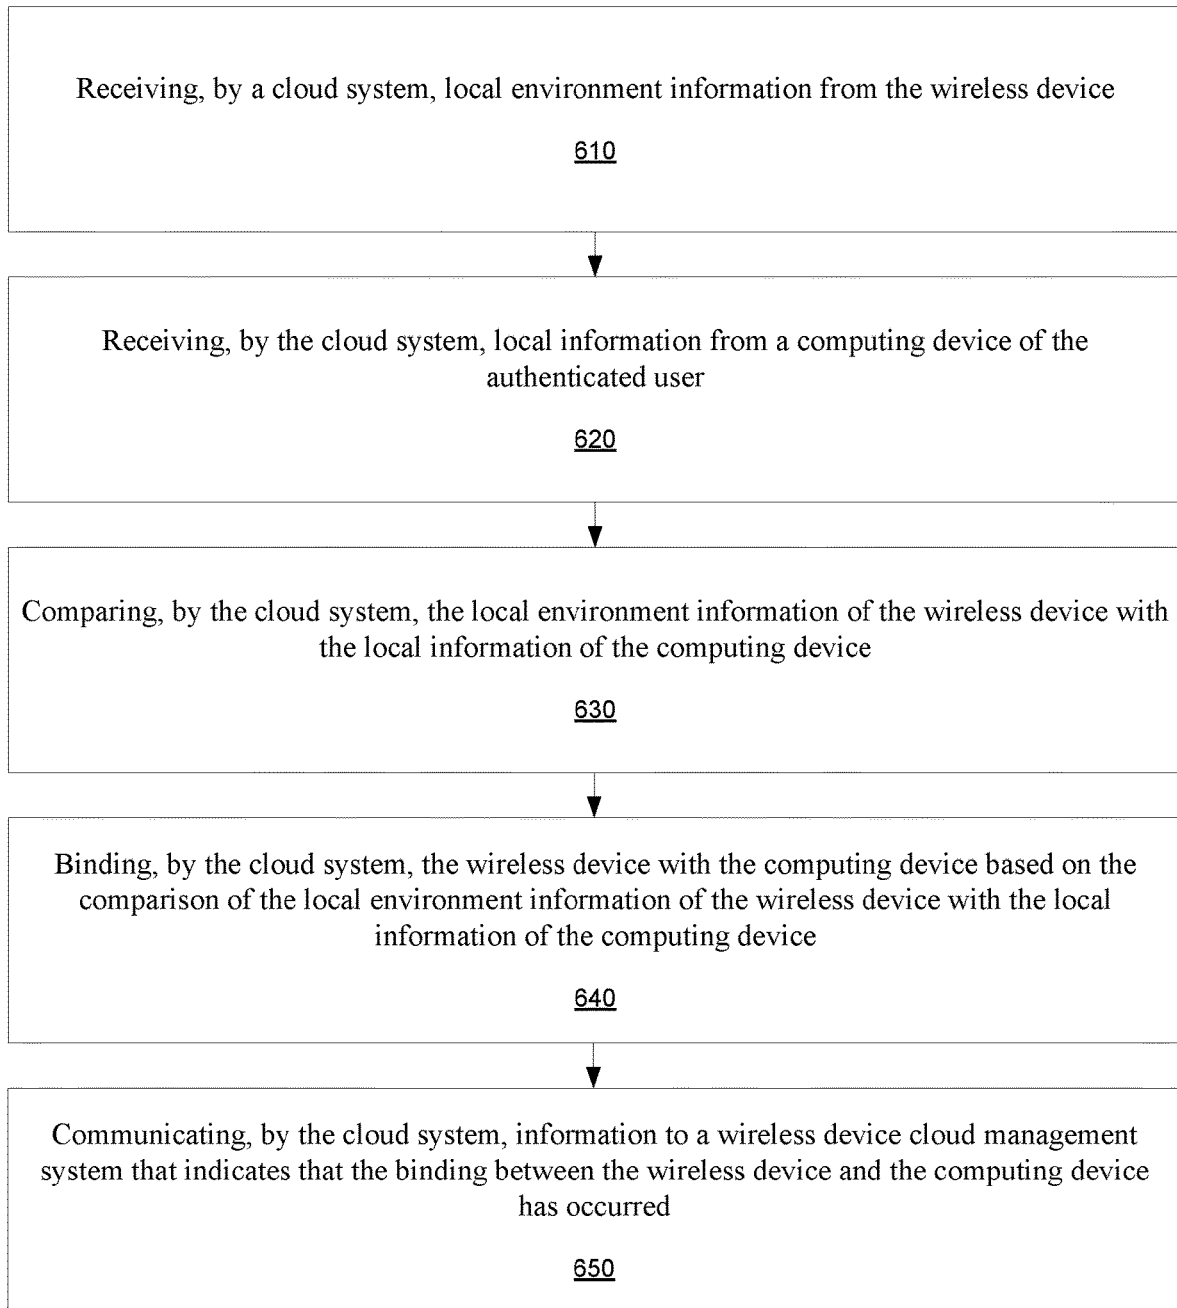 Receiving, by a cloud system, local environment information from the wireless device
610
Receiving, by the cloud system, local information from a computing device of the
authenticated user
620
Comparing, by the cloud system, the local environment information of the wireless device with
the local information of the computing device
630
Binding, by the cloud system, the wireless device with the computing device based on the
comparison of the local environment information of the wireless device with the local
information of the computing device
640
Communicating, by the cloud system, information to a wireless device cloud management
system that indicates that the binding between the wireless device and the computing device
has occurred
650